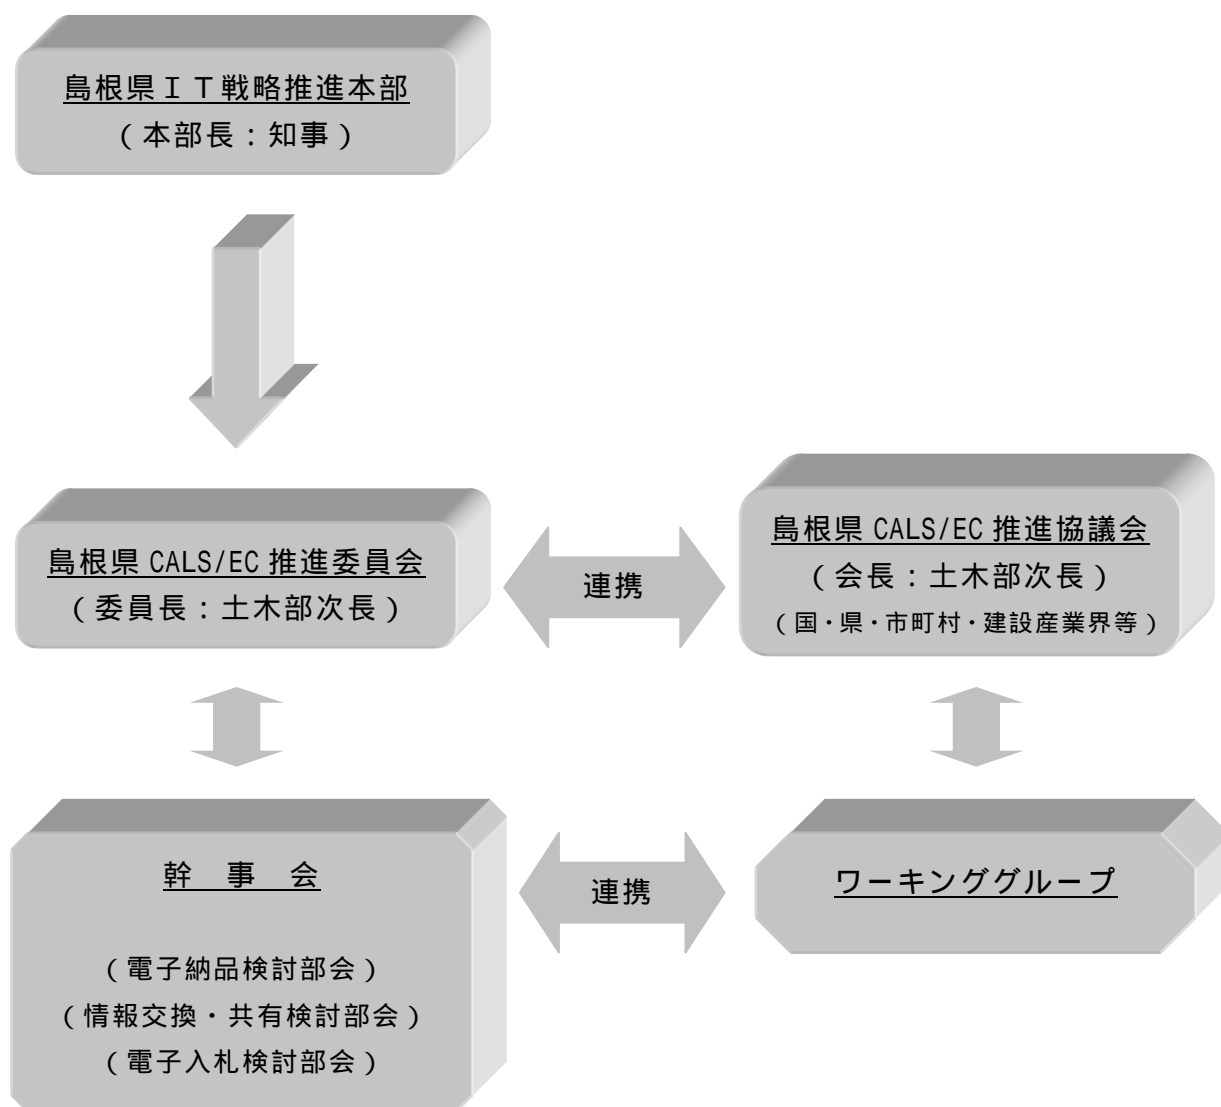 島根県ＩＴ戦略推進本部
（本部長：知事）
島根県 CALS/EC 推進委員会
（委員長：土木部次長）
連携
島根県 CALS/EC 推進協議会
（会長：土木部次長）
（国・県・市町村・建設産業界等）
幹　事　会
（電子納品検討部会）
（情報交換・共有検討部会）
（電子入札検討部会）
連携
ワーキンググループ